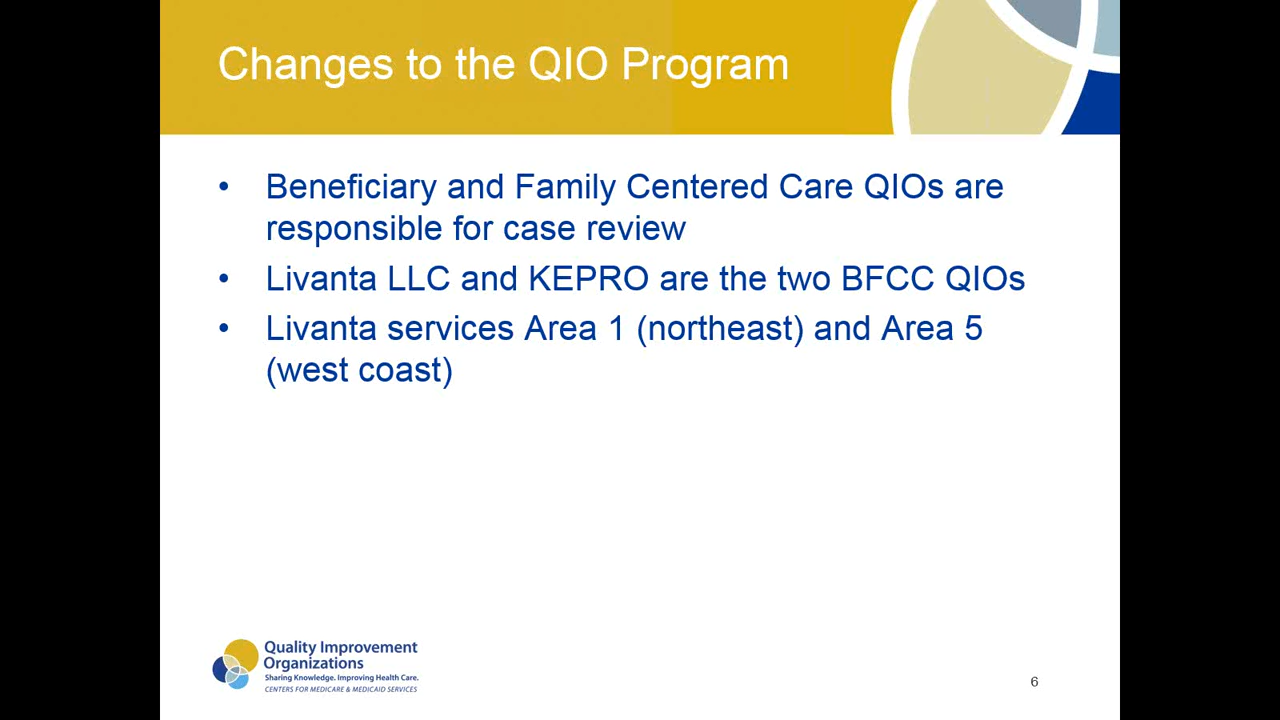 Changes to the QIO Program
• Beneficiary and Family Centered Care QIOs are
responsible for case review
• Livanta LLC and KEPRO are the two BFCC QIOs
• Livanta services Area 1 (northeast) and Area 5
(west coast)
Quality Improvement
Organizations
Sharing Knowledge. Improving Health Care.
CENTERS FOR MEDICARE & MEDICAID SERVICES
6